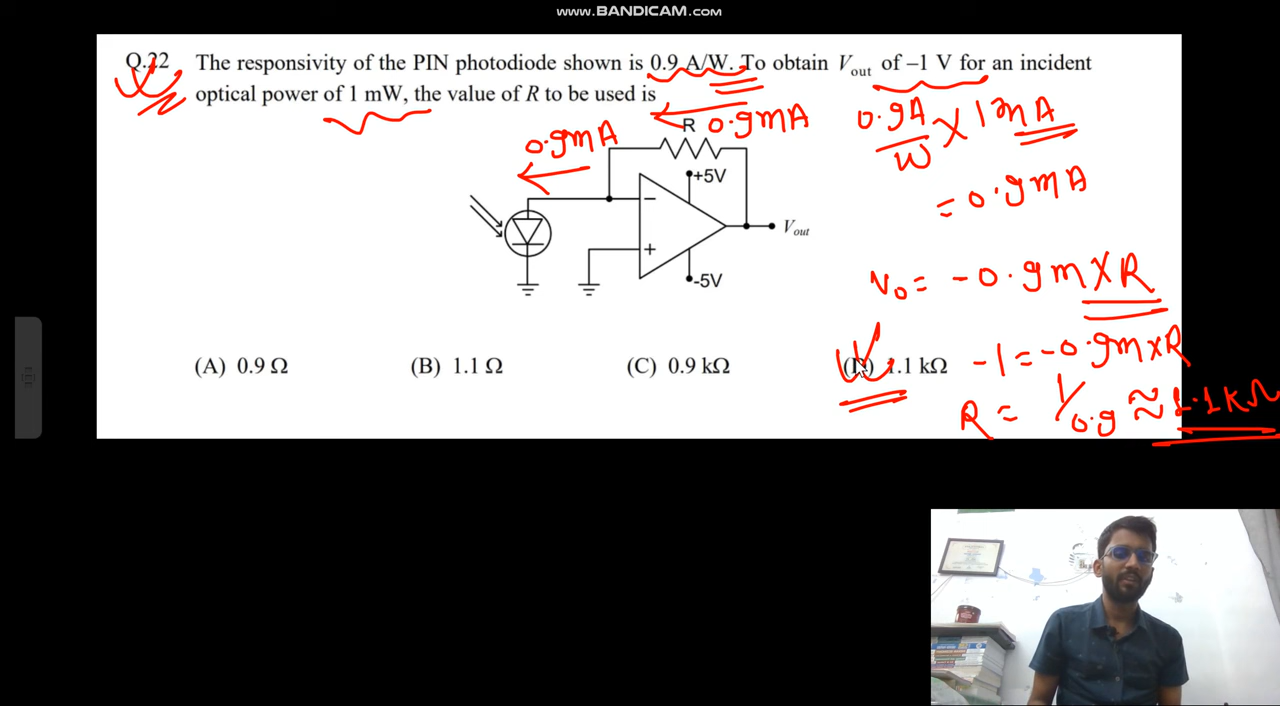 www.BANDICAM.com
Q.22 The responsivity of the PIN photodiode shown is 0.9 A/W. To obtain Vout of –1 V for an incident
optical power of 1 mW, the value of R to be used is
0.9A/W × 1mA
= 0.9mA
0.9mA
R 0.9mA
+5V
−
Vout
+
-5V
V0 = -0.9m×R
(A) 0.9 Ω (B) 1.1 Ω (C) 0.9 kΩ (D) 1.1 kΩ
-1 = -0.9m×R
R = 1/0.9 ≈ 1.1kΩ